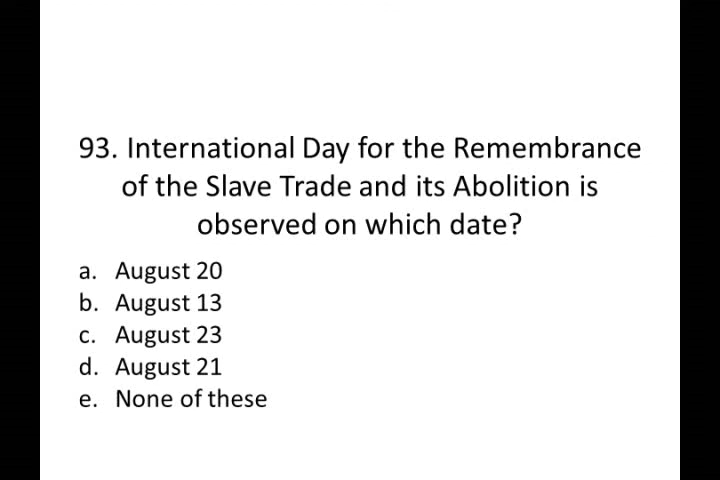 93. International Day for the Remembrance
of the Slave Trade and its Abolition is
observed on which date?
a. August 20
b. August 13
c. August 23
d. August 21
e. None of these